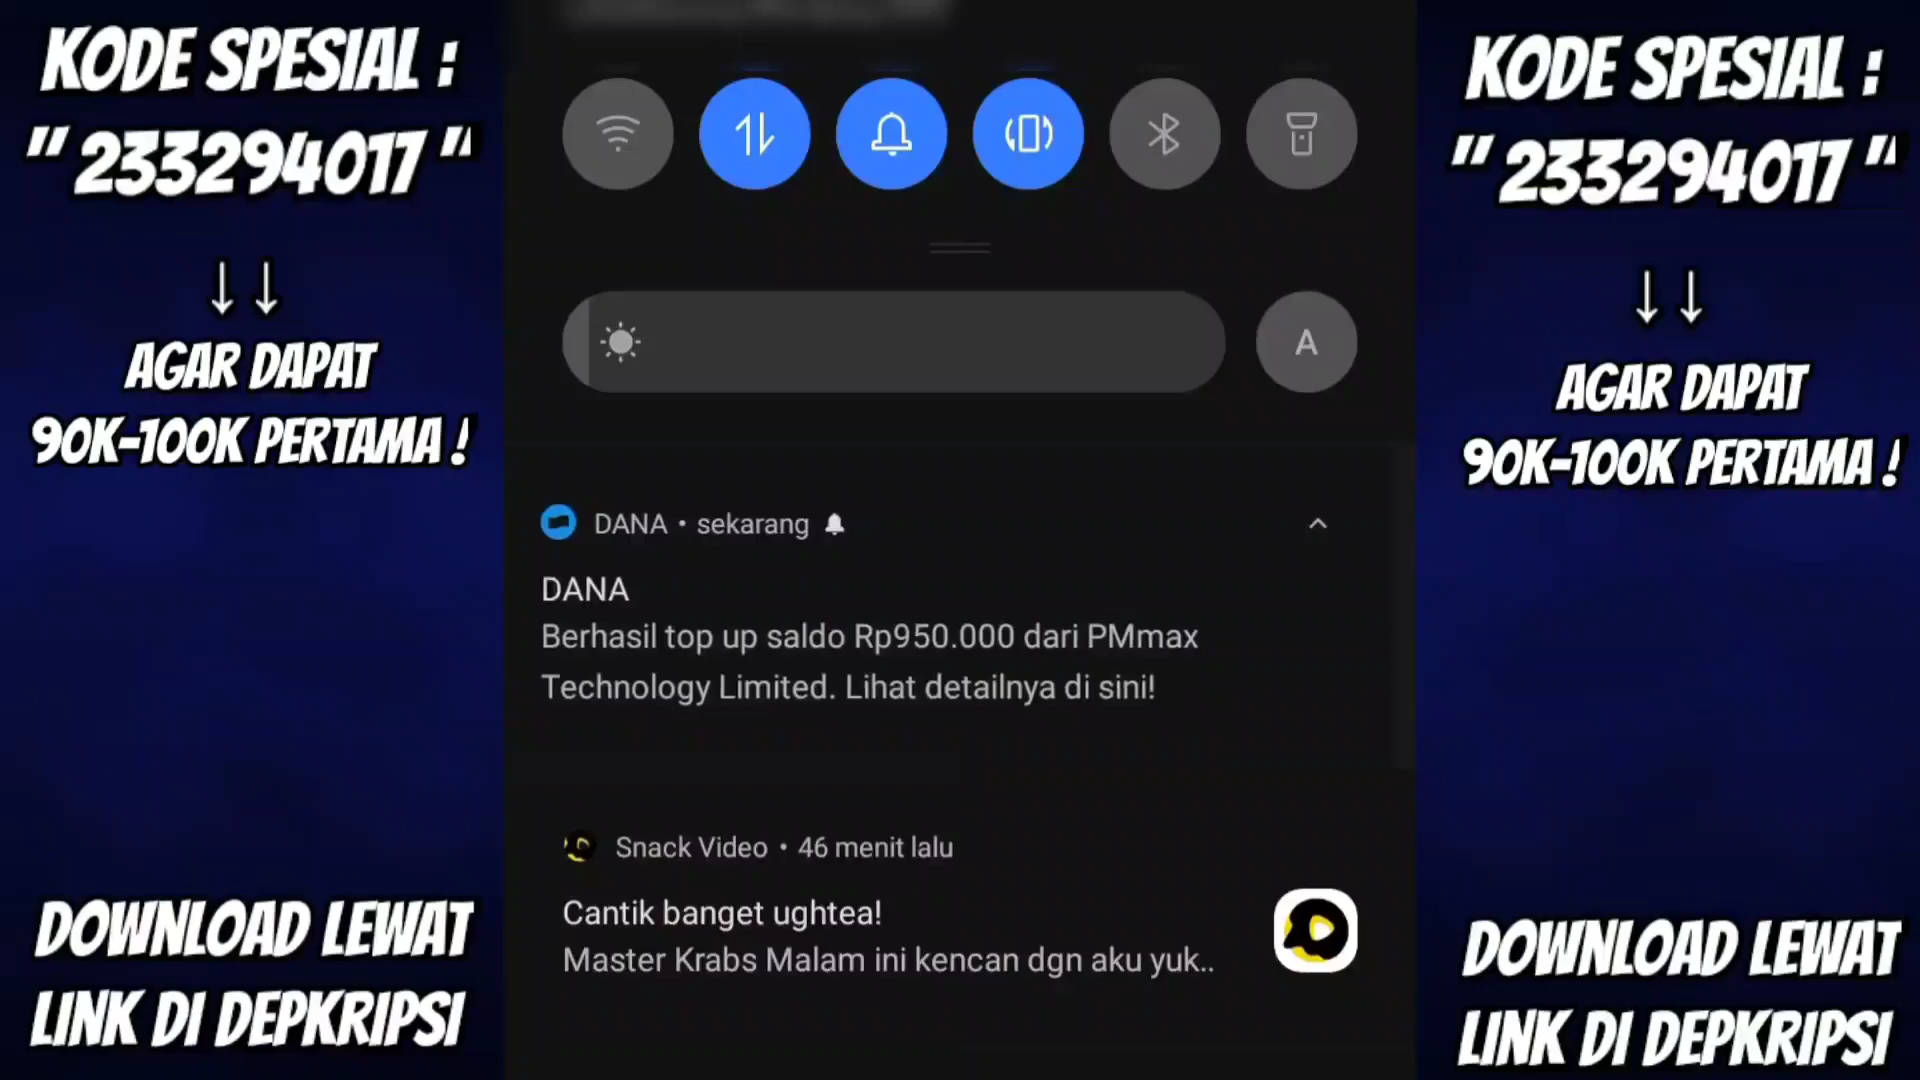 KODE SPESIAL :
" 233294017 "
↓↓
AGAR DAPAT
90K-100K PERTAMA !
DOWNLOAD LEWAT
LINK DI DEPKRIPSI
A
DANA • sekarang
DANA
Berhasil top up saldo Rp950.000 dari PMmax
Technology Limited. Lihat detailnya di sini!
Snack Video • 46 menit lalu
Cantik banget ughtea!
Master Krabs Malam ini kencan dgn aku yuk..
KODE SPESIAL :
" 233294017 "
↓↓
AGAR DAPAT
90K-100K PERTAMA !
DOWNLOAD LEWAT
LINK DI DEPKRIPSI